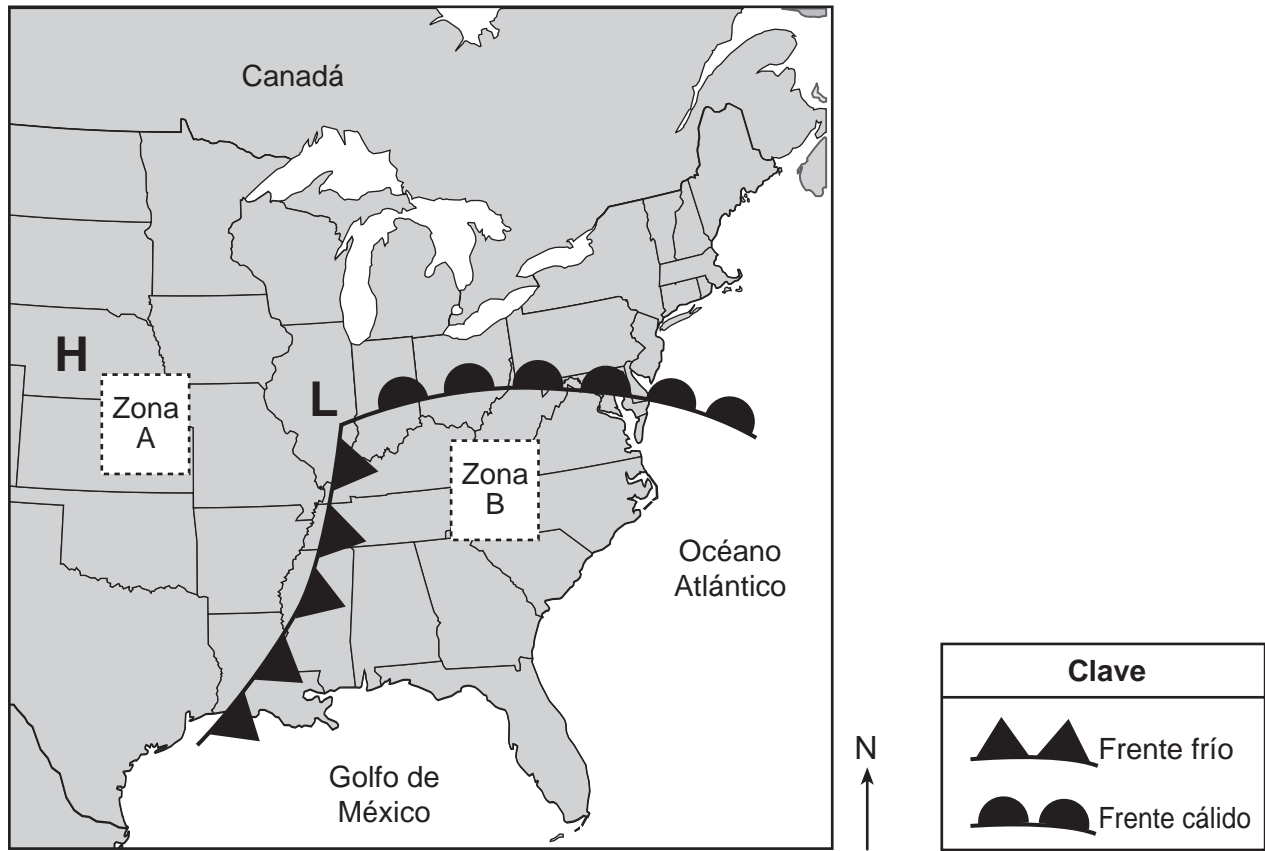 Canadá
H
Zona
A
L
Zona
B
Océano
Atlántico
Golfo de
México
N
Clave
Frente frío
Frente cálido